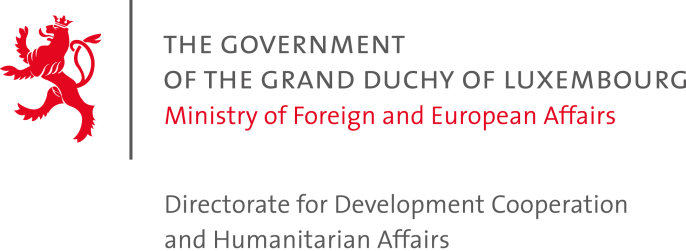 THE GOVERNMENT
OF THE GRAND DUCHY OF LUXEMBOURG
Ministry of Foreign and European Affairs
Directorate for Development Cooperation
and Humanitarian Affairs